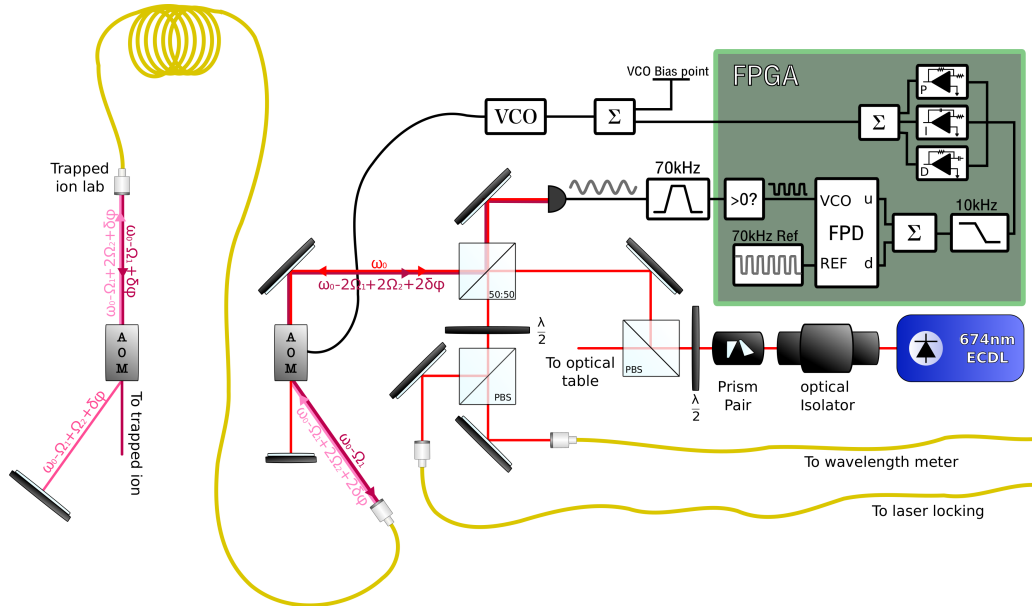 VCO Bias point
FPGA
VCO
Σ
Σ
P
I
D
Trapped
ion lab
70kHz
>0?
VCO u
FPD
REF d
Σ
10kHz
70kHz Ref
ω₀
ω₀-2Ω₁+2Ω₂+2δφ
50:50
ω₀-Ω₁+2Ω₂+δφ
ω₀-Ω₁+δφ
A
O
M
A
O
M
λ
2
PBS
To optical
table
PBS
λ
2
Prism
Pair
optical
Isolator
674nm
ECDL
ω₀-Ω₂+Ω₂+δφ
To trapped ion
ω₀-Ω₁
ω₀-Ω₁+2Ω₂+2δφ
To wavelength meter
To laser locking